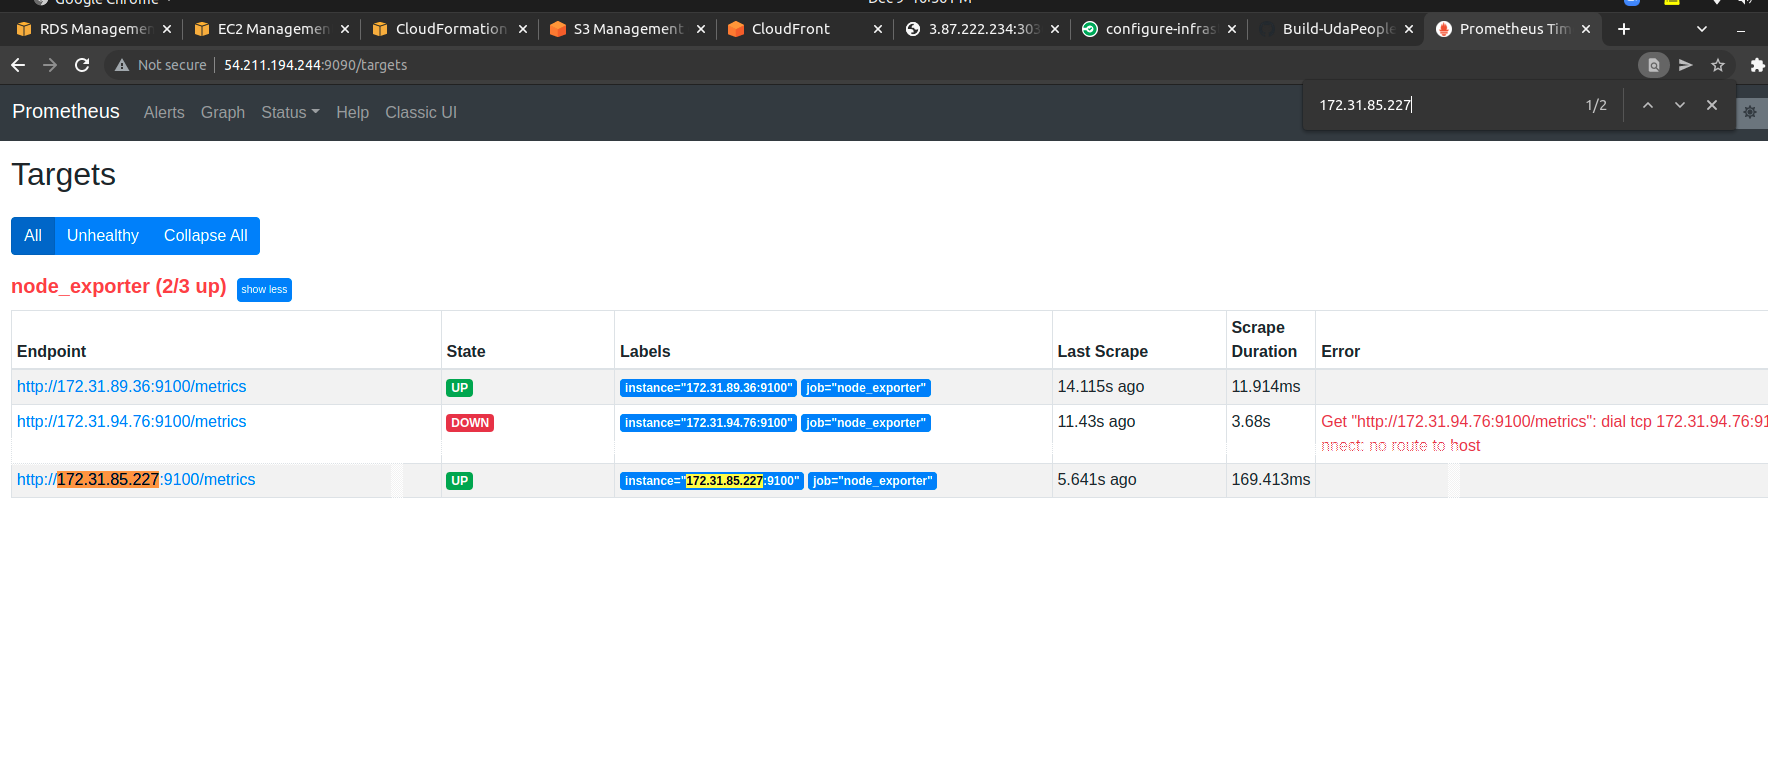 Google Chrome
RDS Managemer
EC2 Managemen
CloudFormation
S3 Management
CloudFront
3.87.222.234:303
configure-infras
Build-UdaPeople
Prometheus Tim
Not secure
54.211.194.244:9090/targets
Prometheus
Alerts
Graph
Status
Help
Classic UI
172.31.85.227
1/2
Targets
All
Unhealthy
Collapse All
node_exporter (2/3 up)
show less
Endpoint
State
Labels
Last Scrape
Scrape
Duration
Error
http://172.31.89.36:9100/metrics
UP
instance="172.31.89.36:9100"
job="node_exporter"
14.115s ago
11.914ms
http://172.31.94.76:9100/metrics
DOWN
instance="172.31.94.76:9100"
job="node_exporter"
11.43s ago
3.68s
Get "http://172.31.94.76:9100/metrics": dial tcp 172.31.94.76:91
nnect: no route to host
http://172.31.85.227:9100/metrics
UP
instance="172.31.85.227:9100"
job="node_exporter"
5.641s ago
169.413ms